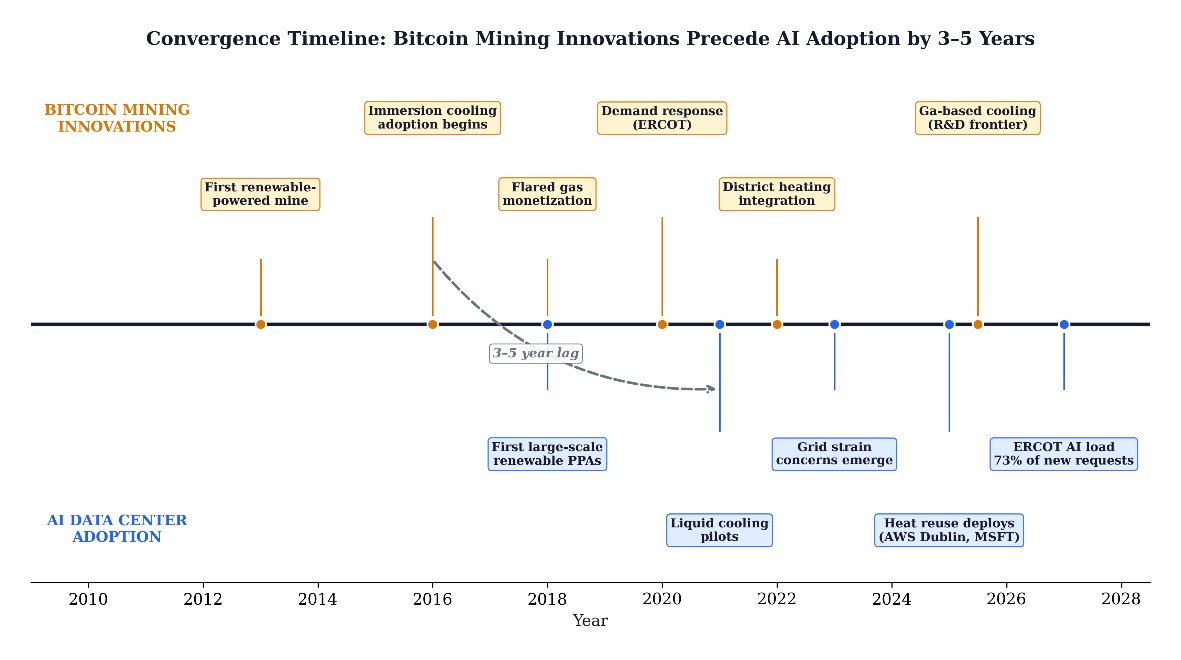 Convergence Timeline: Bitcoin Mining Innovations Precede AI Adoption by 3–5 Years
BITCOIN MINING
INNOVATIONS
Immersion cooling
adoption begins
Demand response
(ERCOT)
Ga-based cooling
(R&D frontier)
First renewable-
powered mine
Flared gas
monetization
District heating
integration
3–5 year lag
First large-scale
renewable PPAs
Grid strain
concerns emerge
ERCOT AI load
73% of new requests
AI DATA CENTER
ADOPTION
Liquid cooling
pilots
Heat reuse deploys
(AWS Dublin, MSFT)
2010 2012 2014 2016 2018 2020 2022 2024 2026 2028
Year